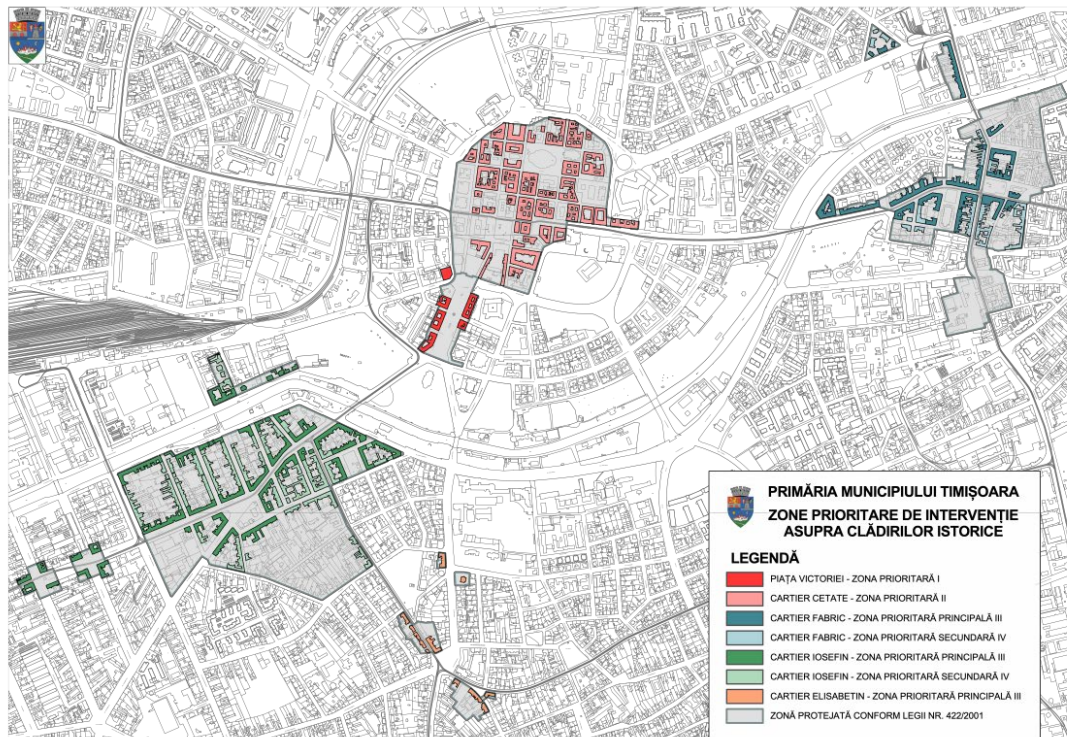 PRIMĂRIA MUNICIPIULUI TIMIȘOARA
ZONE PRIORITARE DE INTERVENȚIE
ASUPRA CLĂDIRILOR ISTORICE
LEGENDĂ
PIAȚA VICTORIEI - ZONA PRIORITARĂ I
CARTIER CETATE - ZONA PRIORITARĂ II
CARTIER FABRIC - ZONA PRIORITARĂ PRINCIPALĂ III
CARTIER FABRIC - ZONA PRIORITARĂ SECUNDARĂ IV
CARTIER IOSEFIN - ZONA PRIORITARĂ PRINCIPALĂ III
CARTIER IOSEFIN - ZONA PRIORITARĂ SECUNDARĂ IV
CARTIER ELISABETIN - ZONA PRIORITARĂ PRINCIPALĂ III
ZONĂ PROTEJATĂ CONFORM LEGII NR. 422/2001